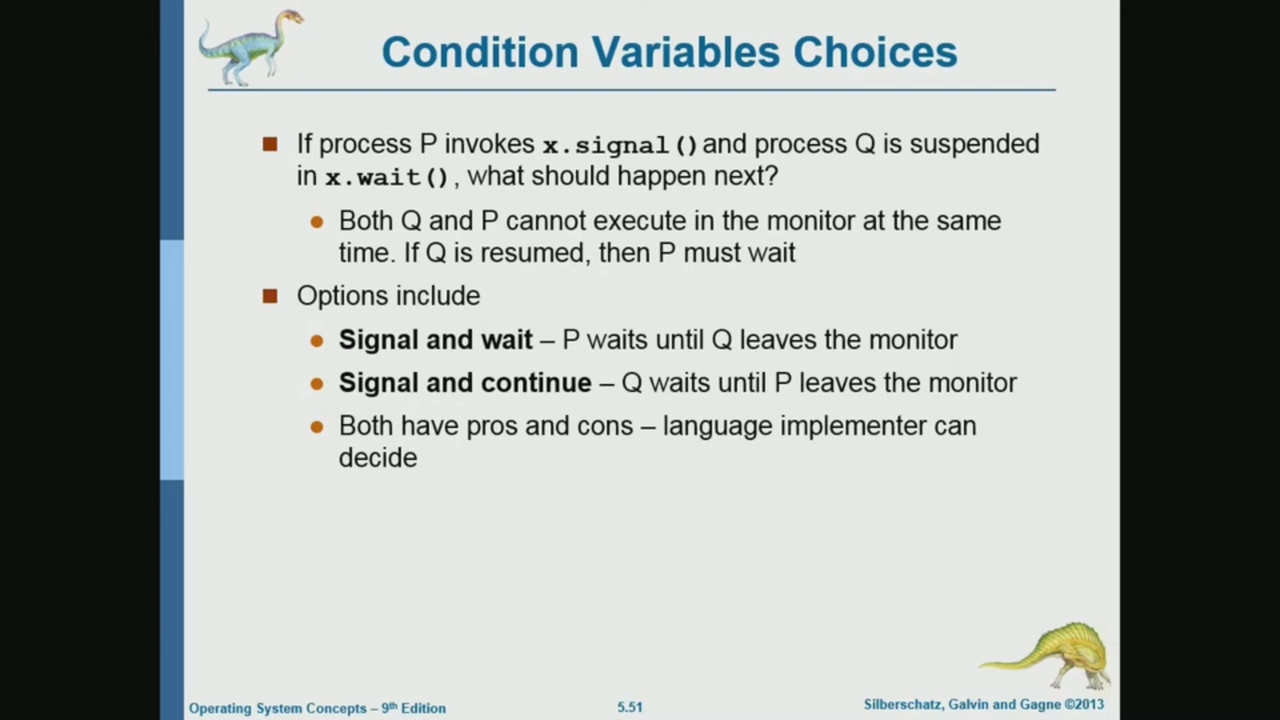 Condition Variables Choices
If process P invokes x.signal() and process Q is suspended
in x.wait(), what should happen next?
Both Q and P cannot execute in the monitor at the same
time. If Q is resumed, then P must wait
Options include
Signal and wait – P waits until Q leaves the monitor
Signal and continue – Q waits until P leaves the monitor
Both have pros and cons – language implementer can
decide
Operating System Concepts – 9th Edition
5.51
Silberschatz, Galvin and Gagne ©2013